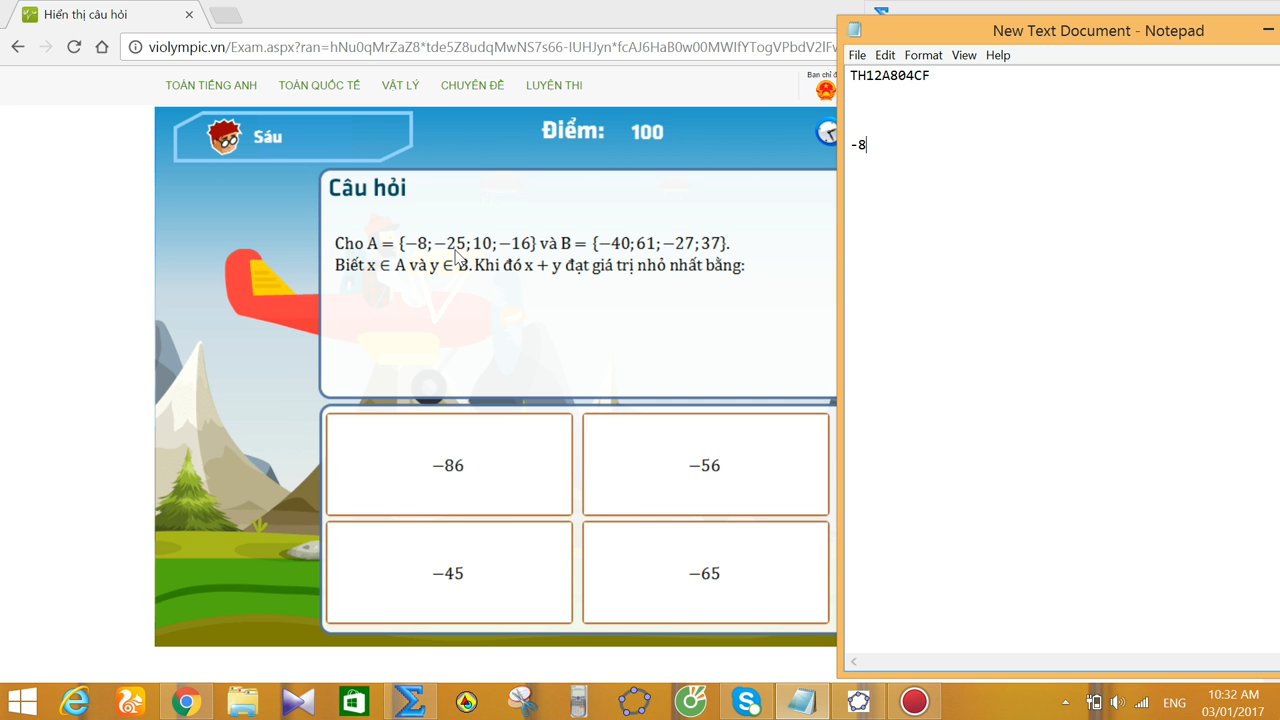 Hiển thị câu hỏi
violympic.vn/Exam.aspx?ran=hNu0qMrZaZ8*tde5Z8udqMwNS7s66-IUHJyn*fcAJ6HaB0w00MWIfYTogVPbdV2lFw
TOÁN TIẾNG ANH TOÁN QUỐC TẾ VẬT LÝ CHUYÊN ĐỀ LUYỆN THI
Ban chỉ đ
Sáu
Điểm: 100
Câu hỏi
Cho A = {−8; −25; 10; −16} và B = {−40; 61; −27; 37}.
Biết x ∈ A và y ∈ B. Khi đó x + y đạt giá trị nhỏ nhất bằng:
−86
−56
−45
−65
New Text Document - Notepad
File Edit Format View Help
TH12A804CF
-8
ENG
10:32 AM
03/01/2017